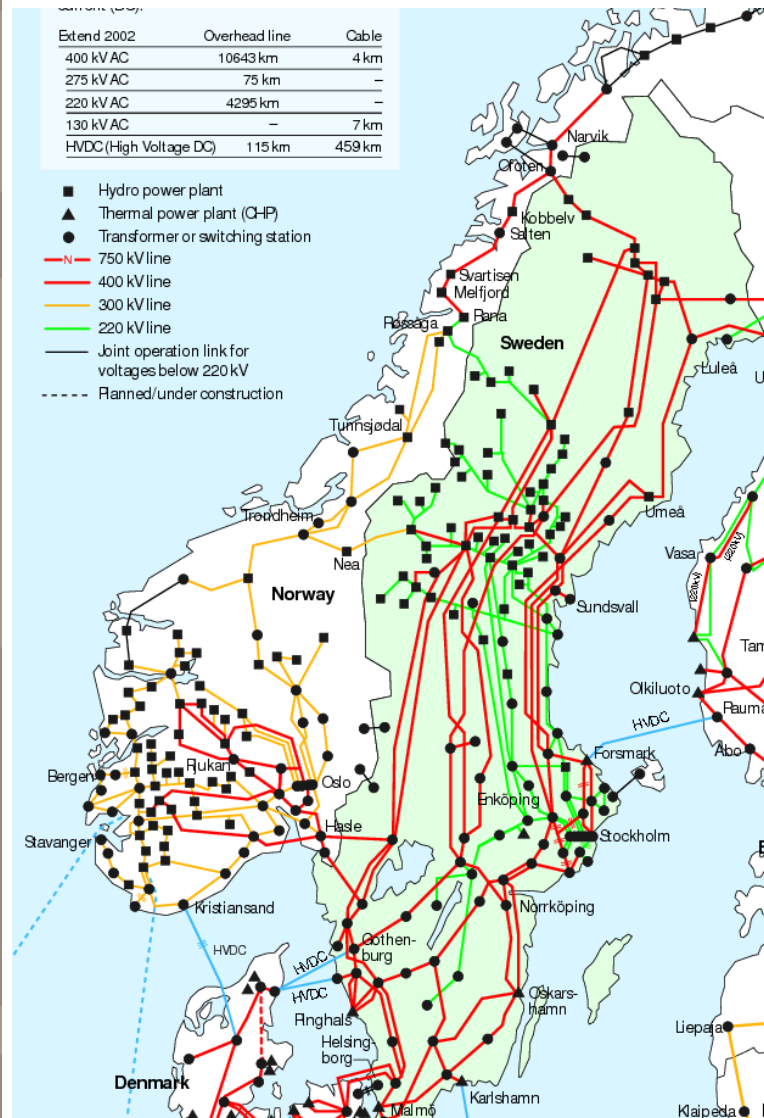 current (DC).
Extend 2002 Overhead line Cable
400 kV AC 10643 km 4 km
275 kV AC 75 km –
220 kV AC 4295 km –
130 kV AC – 7 km
HVDC (High Voltage DC) 115 km 459 km
Hydro power plant
Thermal power plant (CHP)
Transformer or switching station
N 750 kV line
400 kV line
300 kV line
220 kV line
Joint operation link for
voltages below 220 kV
Planned/under construction
Narvik
Ofoten
Kobbelv
Salten
Svartisen
Melfjord
Rana
Røssåga
Sweden
Luleå
Tunnsjødal
Trondheim
Umeå
Nea
Vasa
(220kV)
(220kV)
Norway
Sundsvall
Tam
Olkiluoto
Rauma
HVDC
Åbo
Forsmark
Bergen
Rjukan
Oslo
Enköping
Stavanger
Hasle
Stockholm
Kristiansand
Norrköping
HVDC
Gothen-
burg
HVDC
HVDC
Ringhals
Oskars-
hamn
Helsing-
borg
Liepaja
Denmark
Karlshamn
Malmö
Klaipeda